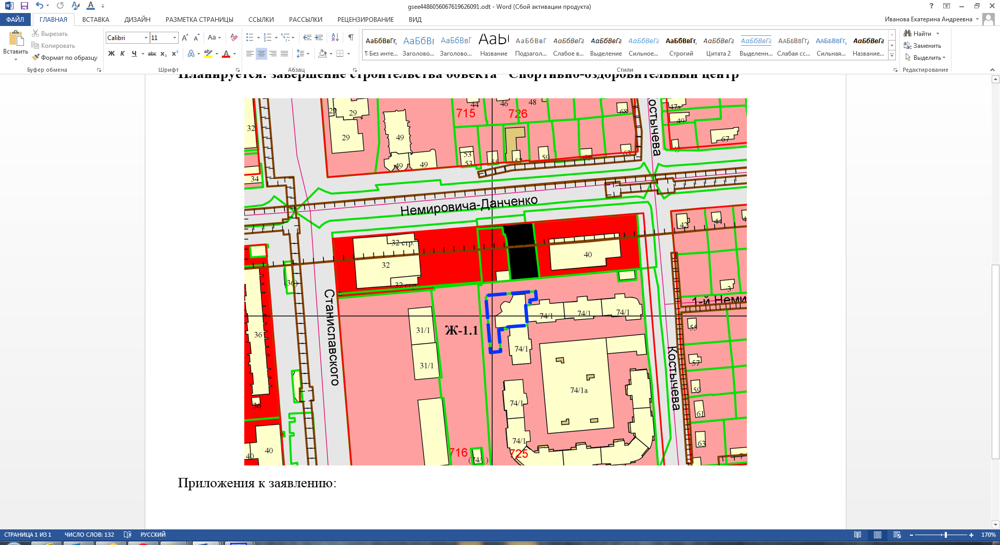 gsee4486056067619626091.odt - Word (Сбой активации продукта)
ФАЙЛ ГЛАВНАЯ ВСТАВКА ДИЗАЙН РАЗМЕТКА СТРАНИЦЫ ССЫЛКИ РАССЫЛКИ РЕЦЕНЗИРОВАНИЕ ВИД Иванова Екатерина Андреевна
Вставить
Вырезать
Копировать
Формат по образцу
Буфер обмена
Calibri 11
Шрифт
Абзац
АаБбВвГг, АаБбВв АаБбВвГ АаБ АаБбВвГ АаБбВвГг АаБбВвГг АаБбВвГг АаБбВвГг, АаБбВвГг АаБбВвГг ААББВВГГ ААББВВГГ АаБбВвГг
¶ Без инте... Заголово... Заголово... Название Подзагол... Слабое в... Выделение Сильное... Строгий Цитата 2 Выделенн... Слабая сс... Сильная... Название...
Стили
Найти
Заменить
Выделить
Редактирование
Планируется: завершение строительства объекта "Спортивно-оздоровительный центр"
44 46 48
715 726
29 29
47а
68
49
32
29
49
67
53
55 57 59
63
53
49 49
34
Немировича-Данченко
Костычева
42 44
32 стр.
40
32
32 стр.
(36)
3
1-й Неми
74/1 74/1 74/1
31/1
Ж-1.1
55
36
Станиславского
74/1
31/1
Костычева
57
59
74/1а
74/1
36
61
74/1
63
40
40
716
725
(74/ )
7
Приложения к заявлению:
СТРАНИЦА 1 ИЗ 1 ЧИСЛО СЛОВ: 132 РУССКИЙ 170%